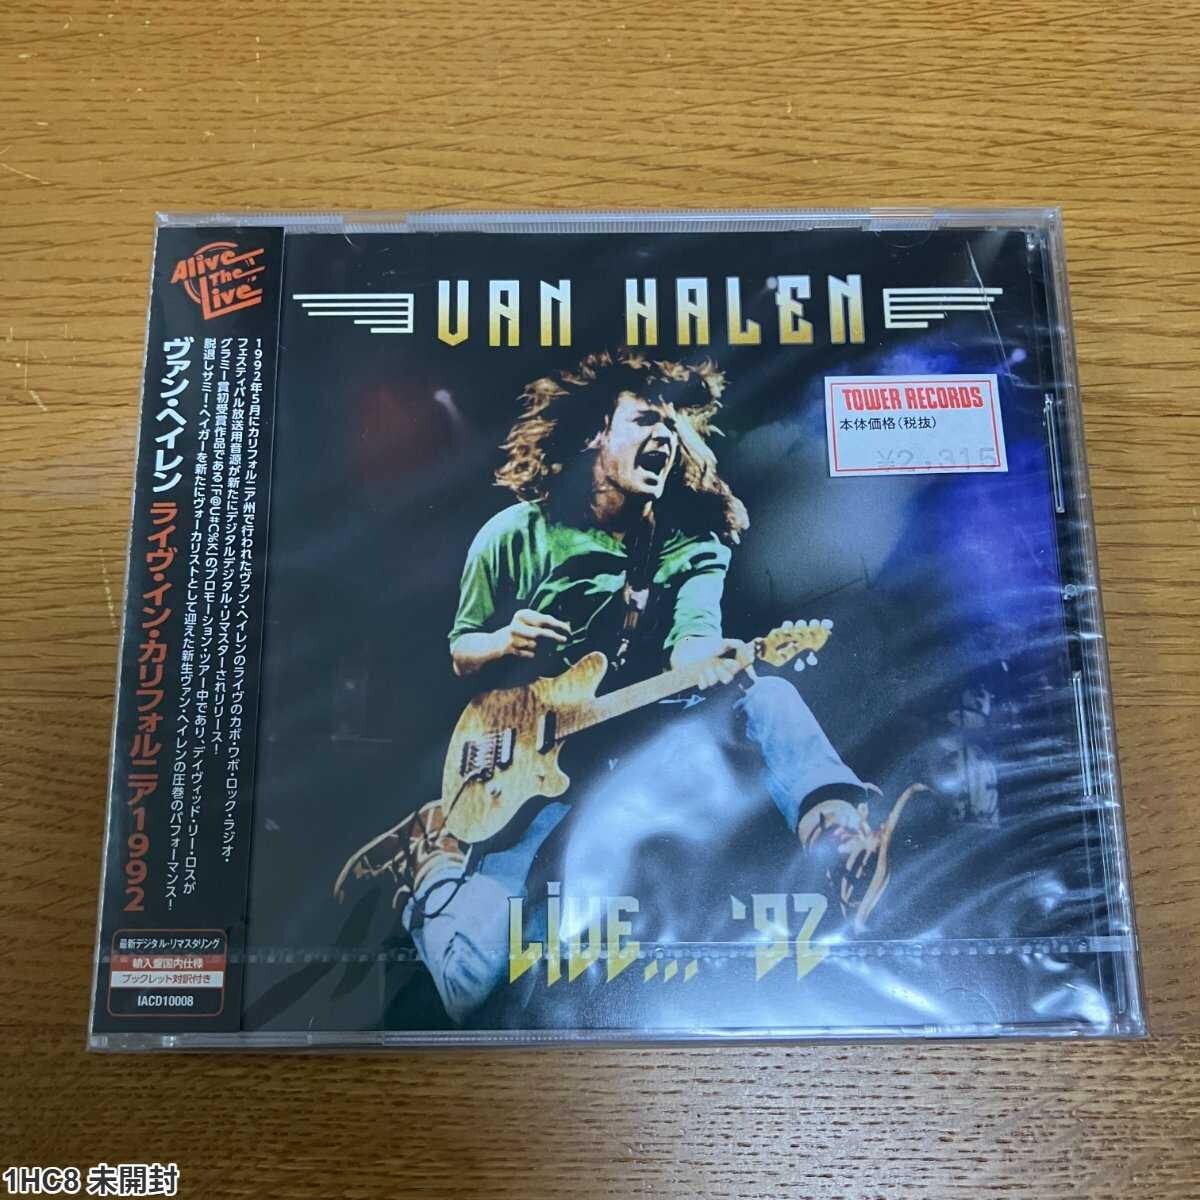 Alive
The
Live
ヴァン・ヘイレン ライヴ・イン・カリフォルニア1992
1992年5月にカリフォルニア州で行われたヴァン・ヘイレンのライヴのカボ・ワボ・ロック・ラジオ・
フェスティバル放送用音源が新たにデジタルデジタル・リマスターされリリース!
グラミー賞初受賞作品である「F@U#C%K」のプロモーション・ツアー中であり、デイヴィッド・リー・ロスが
脱退しサミー・ヘイガーを新たにヴォーカリストとして迎えた新生ヴァン・ヘイレンの圧巻のパフォーマンス!
最新デジタル・リマスタリング
輸入盤国内仕様
ブックレット対訳付き
IACD10008
VAN HALEN
TOWER RECORDS
本体価格(税抜)
¥2,315
LiVE... '92
1HC8 未開封